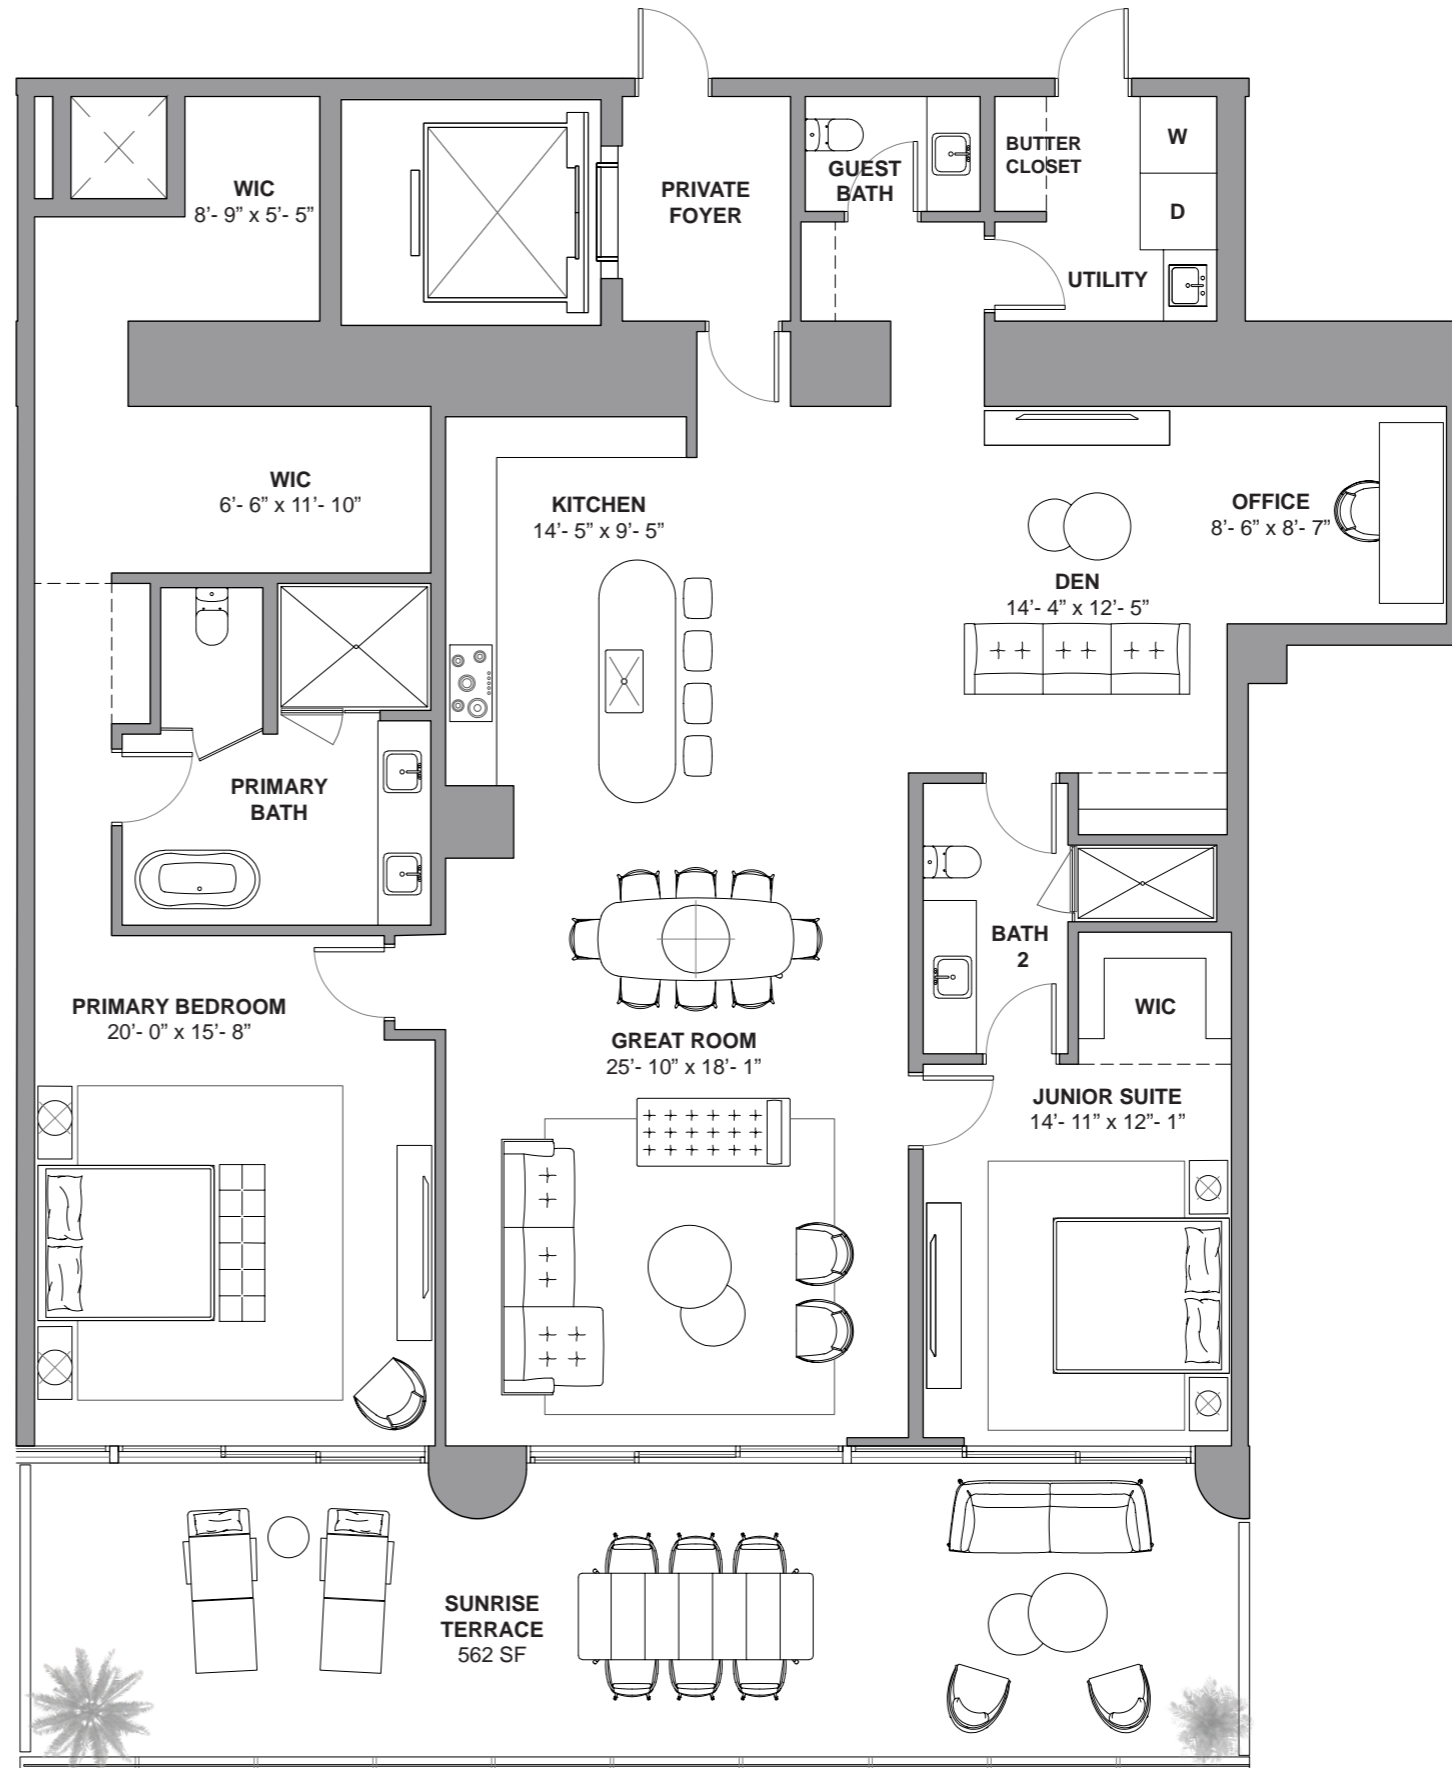 WIC
8’- 9” x 5’- 5”
PRIVATE
FOYER
GUEST
BATH
BUTTER
CLOSET
W
D
UTILITY
WIC
6’- 6” x 11’- 10”
KITCHEN
14’- 5” x 9’- 5”
OFFICE
8’- 6” x 8’- 7”
DEN
14’- 4” x 12’- 5”
PRIMARY
BATH
BATH
2
PRIMARY BEDROOM
20’- 0” x 15’- 8”
WIC
GREAT ROOM
25’- 10” x 18’- 1”
JUNIOR SUITE
14’- 11” x 12”- 1”
SUNRISE
TERRACE
562 SF